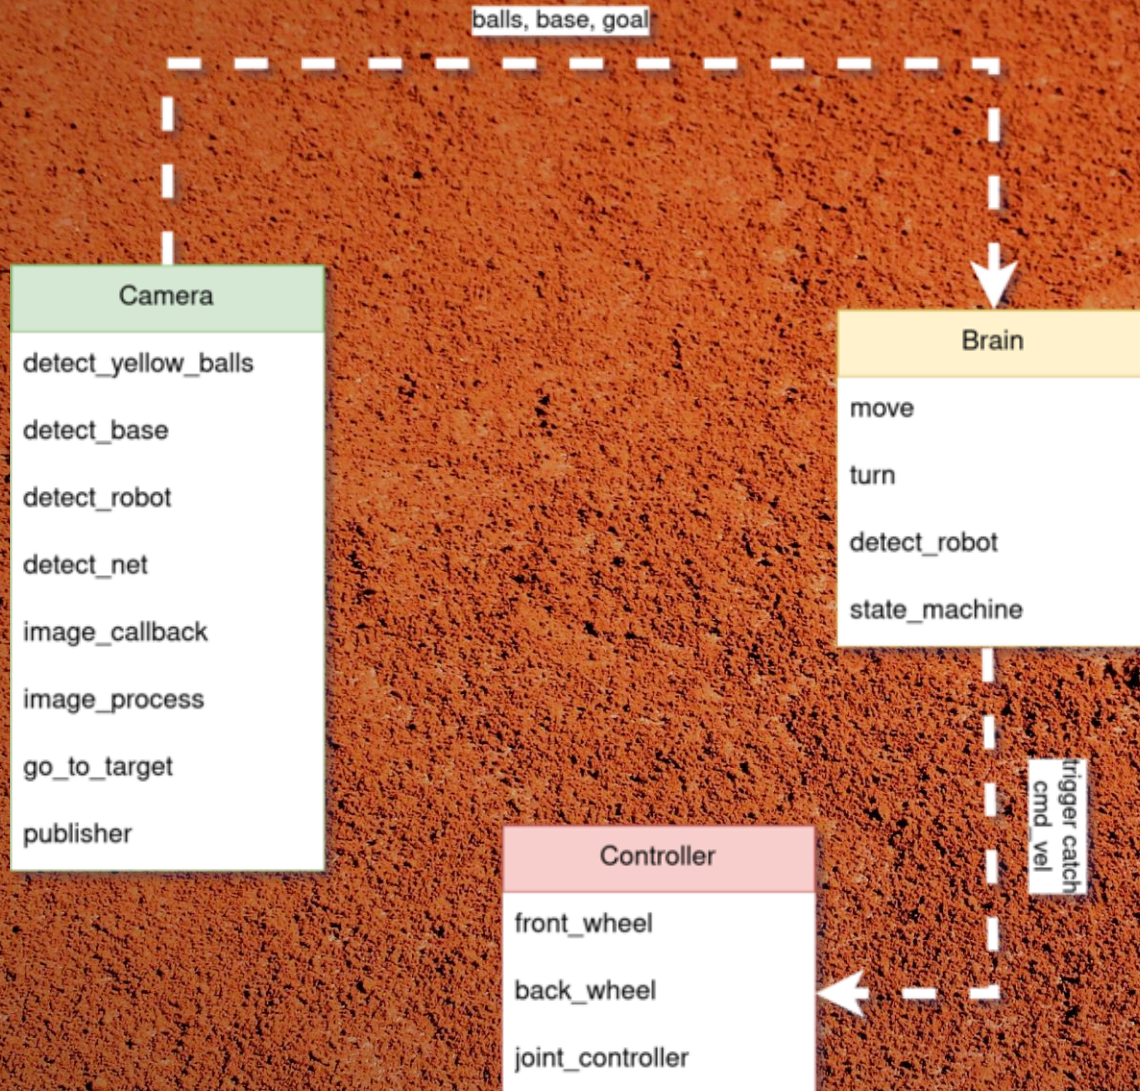 balls, base, goal
Camera
detect_yellow_balls
detect_base
detect_robot
detect_net
image_callback
image_process
go_to_target
publisher
Brain
move
turn
detect_robot
state_machine
trigger catch
cmd_vel
Controller
front_wheel
back_wheel
joint_controller